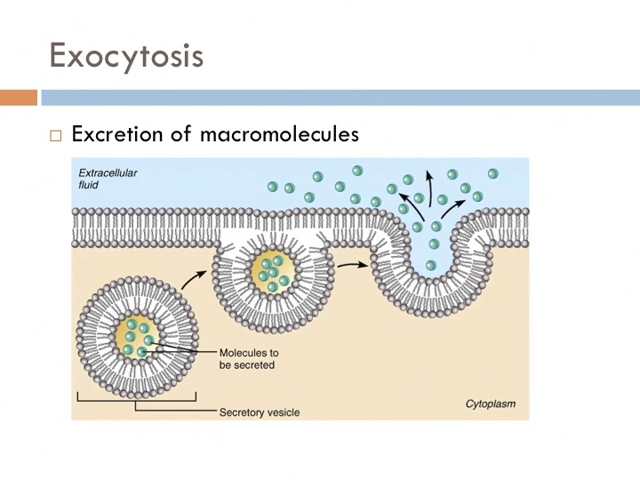 Exocytosis
Excretion of macromolecules
Extracellular
fluid
Molecules to
be secreted
Secretory vesicle
Cytoplasm